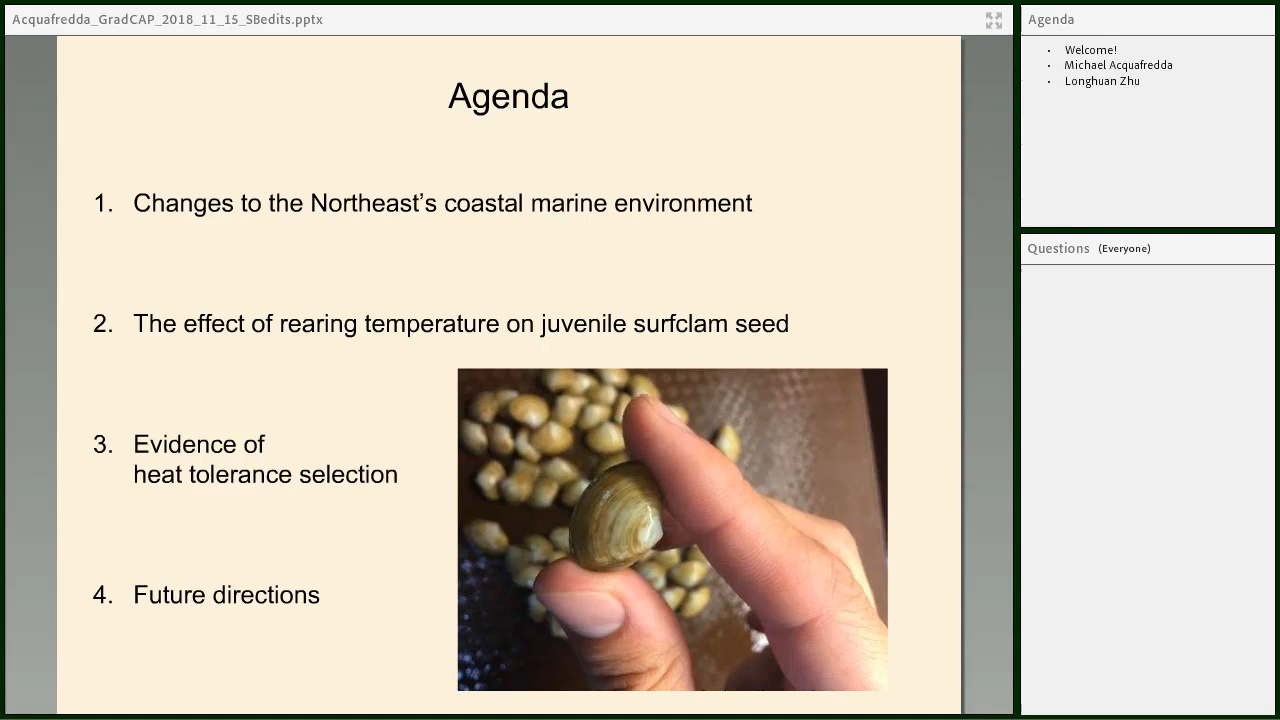 Acquafredda_GradCAP_2018_11_15_SBedits.pptx
Agenda
1. Changes to the Northeast’s coastal marine environment
2. The effect of rearing temperature on juvenile surfclam seed
3. Evidence of
heat tolerance selection
4. Future directions
Agenda
• Welcome!
• Michael Acquafredda
• Longhuan Zhu
Questions (Everyone)